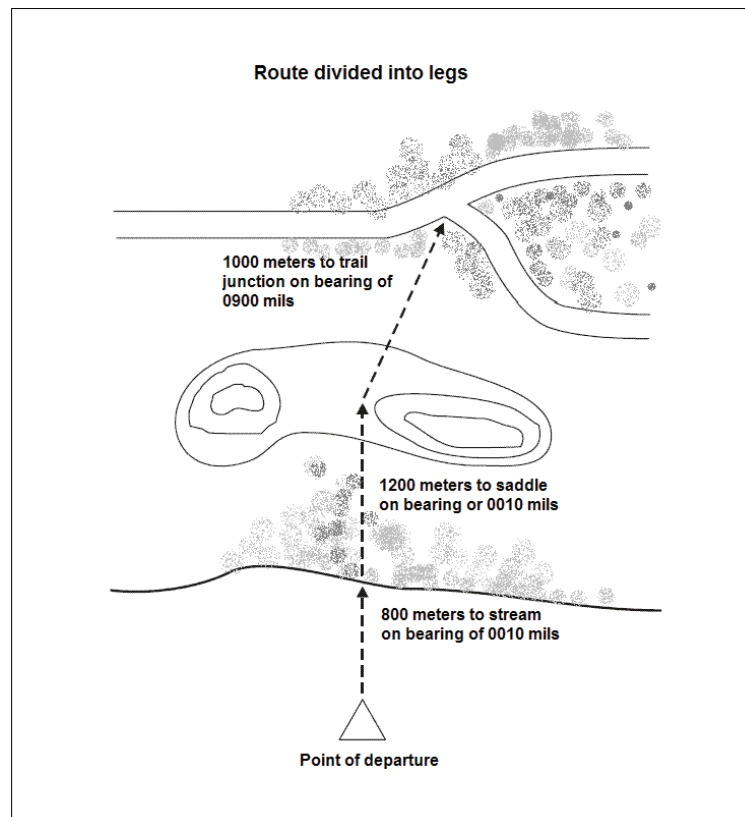 Route divided into legs
1000 meters to trail
junction on bearing of
0900 mils
1200 meters to saddle
on bearing or 0010 mils
800 meters to stream
on bearing of 0010 mils
Point of departure